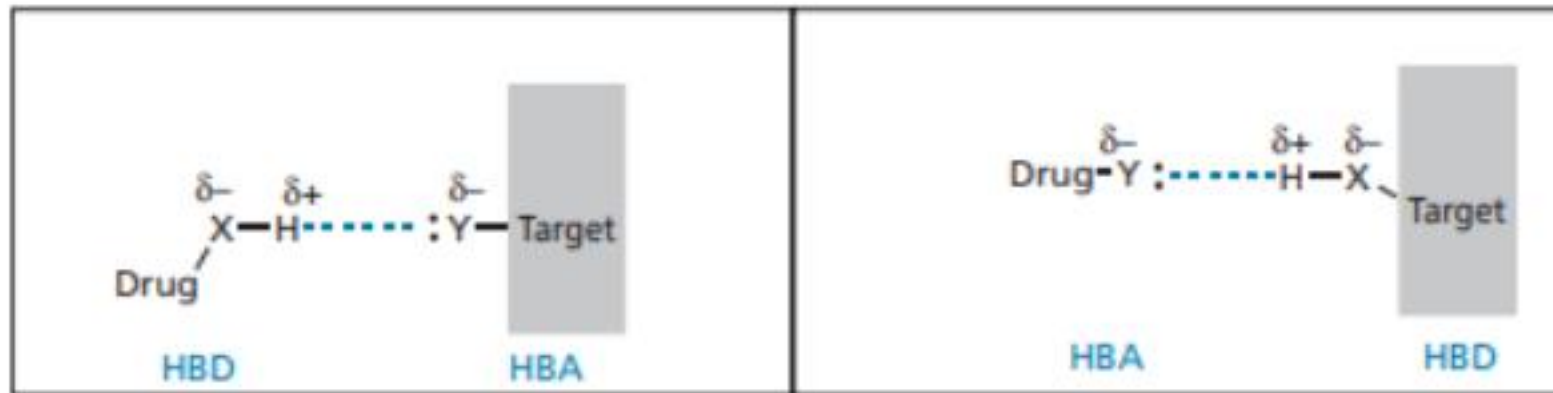 δ– δ+ δ–
X–H :Y– Target
Drug
HBD HBA
δ– δ+ δ–
Drug-Y : H–X
Target
HBA HBD